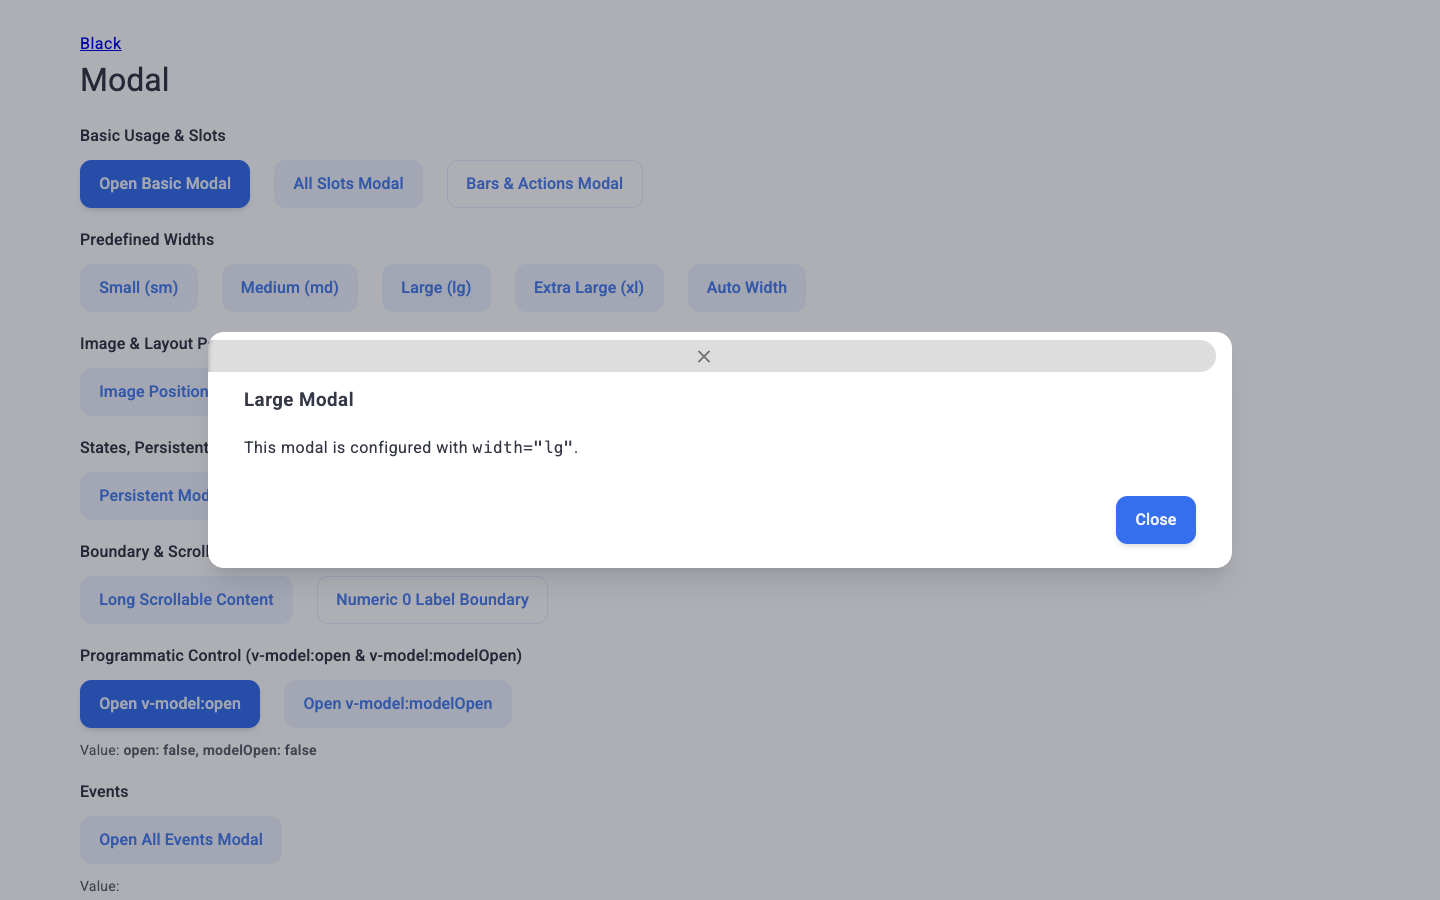 Black
Modal
Basic Usage & Slots
Open Basic Modal All Slots Modal Bars & Actions Modal
Predefined Widths
Small (sm) Medium (md) Large (lg) Extra Large (xl) Auto Width
Image & Layout P
Image Position
Large Modal
This modal is configured with width="lg".
Close
States, Persistent
Persistent Mod
Boundary & Scroll
Long Scrollable Content Numeric 0 Label Boundary
Programmatic Control (v-model:open & v-model:modelOpen)
Open v-model:open Open v-model:modelOpen
Value: open: false, modelOpen: false
Events
Open All Events Modal
Value: